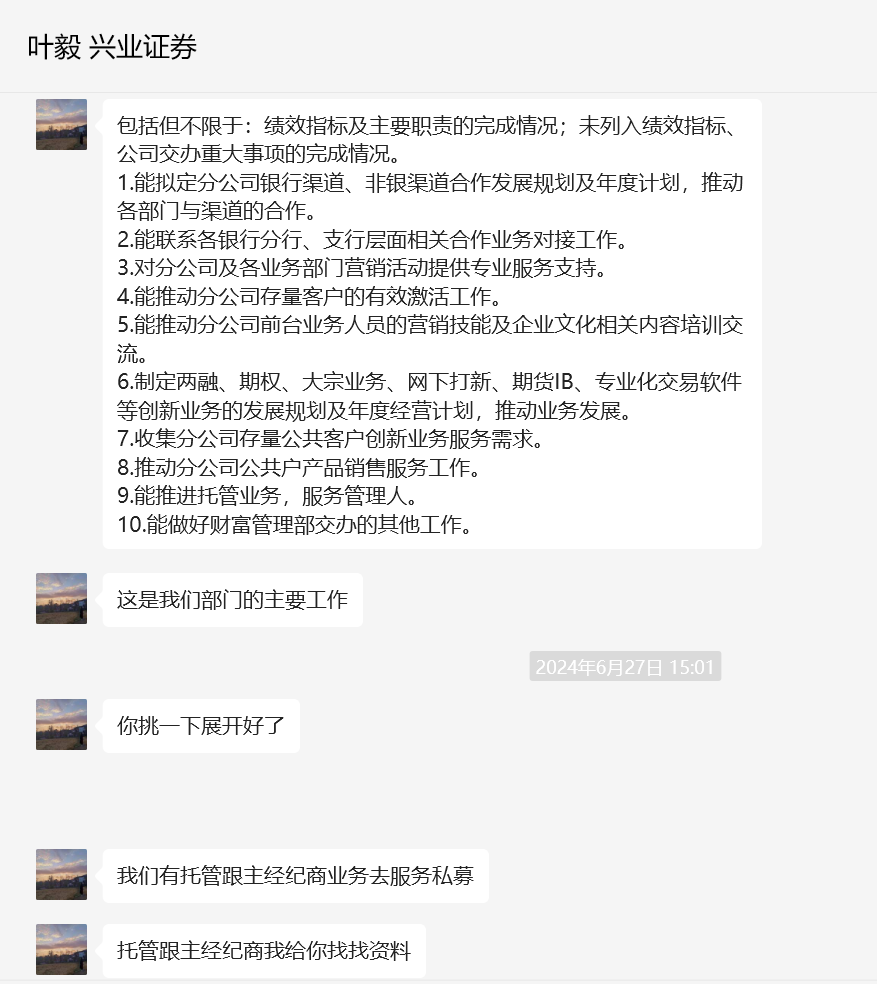 叶毅 兴业证券
包括但不限于：绩效指标及主要职责的完成情况；未列入绩效指标、
公司交办重大事项的完成情况。
1.能拟定分公司银行渠道、非银渠道合作发展规划及年度计划，推动
各部门与渠道的合作。
2.能联系各银行分行、支行层面相关合作业务对接工作。
3.对分公司及各业务部门营销活动提供专业服务支持。
4.能推动分公司存量客户的有效激活工作。
5.能推动分公司前台业务人员的营销技能及企业文化相关内容培训交
流。
6.制定两融、期权、大宗业务、网下打新、期货IB、专业化交易软件
等创新业务的发展规划及年度经营计划，推动业务发展。
7.收集分公司存量公共客户创新业务服务需求。
8.推动分公司公共户产品销售服务工作。
9.能推进托管业务，服务管理人。
10.能做好财富管理部交办的其他工作。
这是我们部门的主要工作
2024年6月27日 15:01
你挑一下展开好了
我们有托管跟主经纪商业务去服务私募
托管跟主经纪商我给你找找资料